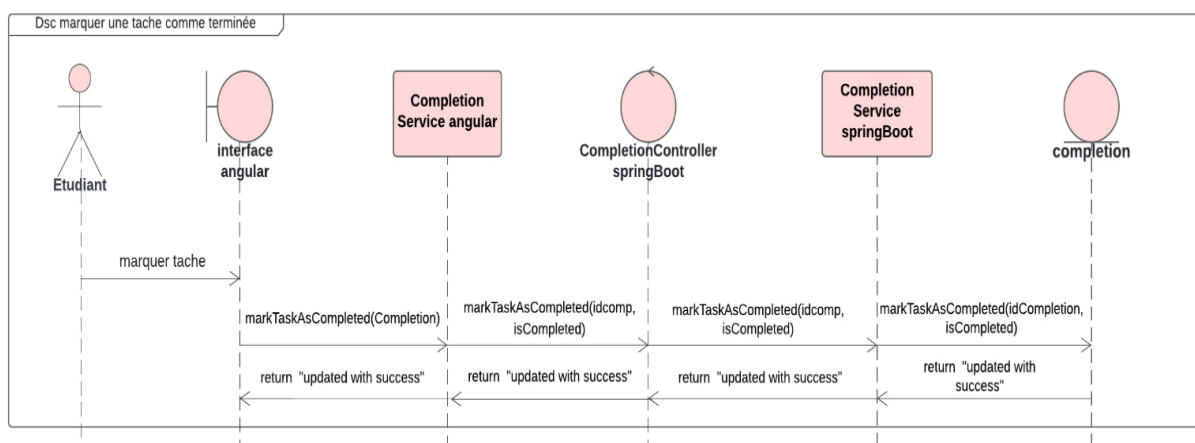 Dsc marquer une tache comme terminée
Etudiant
interface
angular
Completion
Service angular
CompletionController
springBoot
Completion
Service
springBoot
completion
marquer tache
markTaskAsCompleted(Completion)
markTaskAsCompleted(idcomp,
isCompleted)
markTaskAsCompleted(idcomp,
isCompleted)
markTaskAsCompleted(idCompletion,
isCompleted)
return "updated with success"
return "updated with success"
return "updated with success"
return "updated with
success"